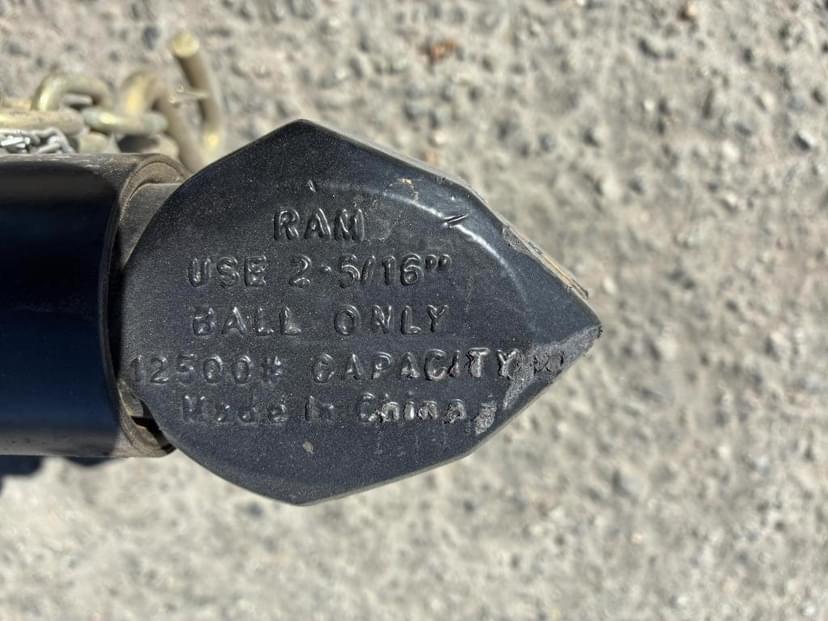 RAM
USE 2-5/16"
BALL ONLY
12500# CAPACITY
Made In China